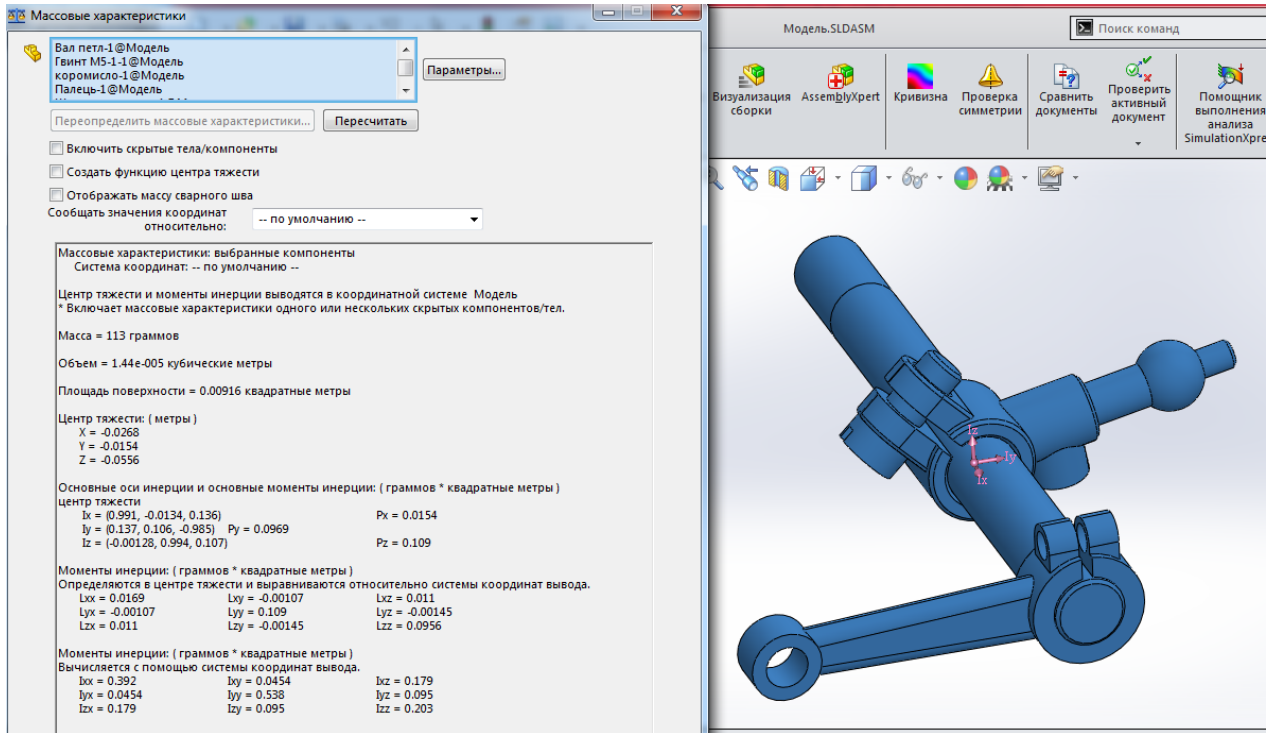 Массовые характеристики
Вал петл-1@Модель
Гвинт М5-1-1@Модель
коромисло-1@Модель
Палець-1@Модель
Параметры...
Переопределить массовые характеристики...
Пересчитать
Включить скрытые тела/компоненты
Создать функцию центра тяжести
Отображать массу сварного шва
Сообщать значения координат
относительно:
-- по умолчанию --
Массовые характеристики: выбранные компоненты
Система координат: -- по умолчанию --
Центр тяжести и моменты инерции выводятся в координатной системе Модель
* Включает массовые характеристики одного или нескольких скрытых компонентов/тел.
Масса = 113 граммов
Объем = 1.44e-005 кубические метры
Площадь поверхности = 0.00916 квадратные метры
Центр тяжести: ( метры )
X = -0.0268
Y = -0.0154
Z = -0.0556
Основные оси инерции и основные моменты инерции: ( граммов * квадратные метры )
центр тяжести
Ix = (0.991, -0.0134, 0.136) Px = 0.0154
Iy = (0.137, 0.106, -0.985) Py = 0.0969
Iz = (-0.00128, 0.994, 0.107) Pz = 0.109
Моменты инерции: ( граммов * квадратные метры )
Определяются в центре тяжести и выравниваются относительно системы координат вывода.
Lxx = 0.0169 Lxy = -0.00107 Lxz = 0.011
Lyx = -0.00107 Lyy = 0.109 Lyz = -0.00145
Lzx = 0.011 Lzy = -0.00145 Lzz = 0.0956
Моменты инерции: ( граммов * квадратные метры )
Вычисляется с помощью системы координат вывода.
Ixx = 0.392 Ixy = 0.0454 Ixz = 0.179
Iyx = 0.0454 Iyy = 0.538 Iyz = 0.095
Izx = 0.179 Izy = 0.095 Izz = 0.203
Модель.SLDASM
Поиск команд
Визуализация
сборки
AssemblyXpert
Кривизна
Проверка
симметрии
Сравнить
документы
Проверить
активный
документ
Помощник
выполнения
анализа
SimulationXpre
Iz
Iy
Ix